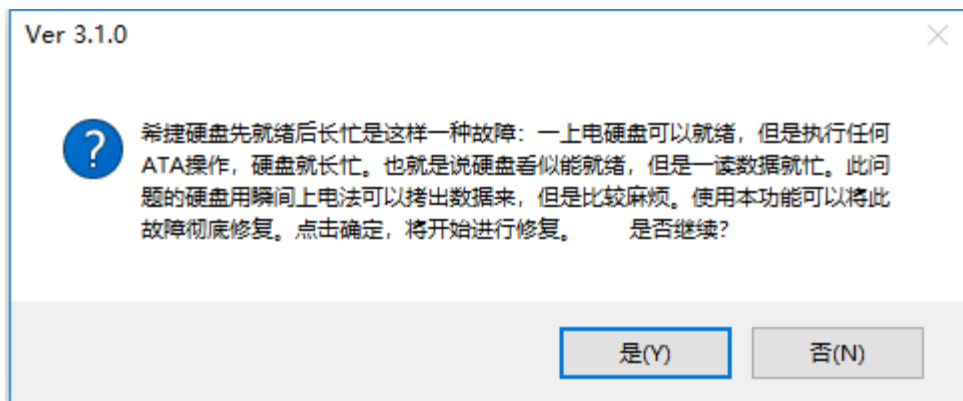 Ver 3.1.0
希捷硬盘先就绪后长忙是这样一种故障：一上电硬盘可以就绪，但是执行任何
ATA操作，硬盘就长忙。也就是说硬盘看似能就绪，但是一读数据就忙。此问
题的硬盘用瞬间上电法可以拷出数据来，但是比较麻烦。使用本功能可以将此
故障彻底修复。点击确定，将开始进行修复。 是否继续?
是(Y)
否(N)